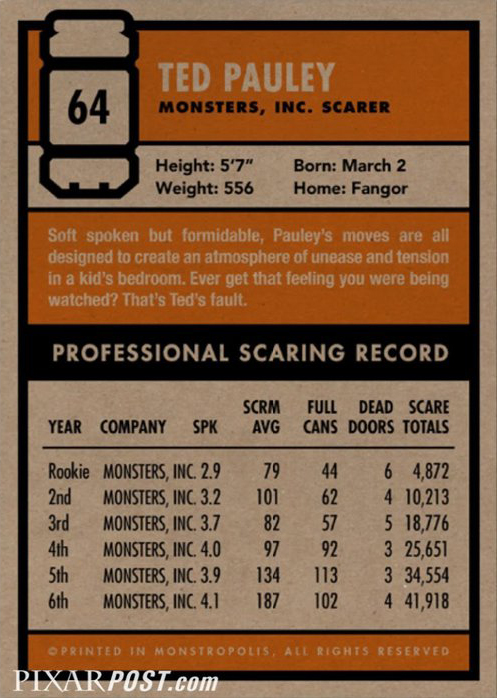 64
TED PAULEY
MONSTERS, INC. SCARER
Height: 5'7" Born: March 2
Weight: 556 Home: Fangor
Soft spoken but formidable, Pauley's moves are all
designed to create an atmosphere of unease and tension
in a kid's bedroom. Ever get that feeling you were being
watched? That's Ted's fault.
PROFESSIONAL SCARING RECORD
SCRM FULL DEAD SCARE
YEAR COMPANY SPK AVG CANS DOORS TOTALS
Rookie MONSTERS, INC. 2.9 79 44 6 4,872
2nd MONSTERS, INC. 3.2 101 62 4 10,213
3rd MONSTERS, INC. 3.7 82 57 5 18,776
4th MONSTERS, INC. 4.0 97 92 3 25,651
5th MONSTERS, INC. 3.9 134 113 3 34,554
6th MONSTERS, INC. 4.1 187 102 4 41,918
©PRINTED IN MONSTROPOLIS, ALL RIGHTS RESERVED
PIXARPOST.com